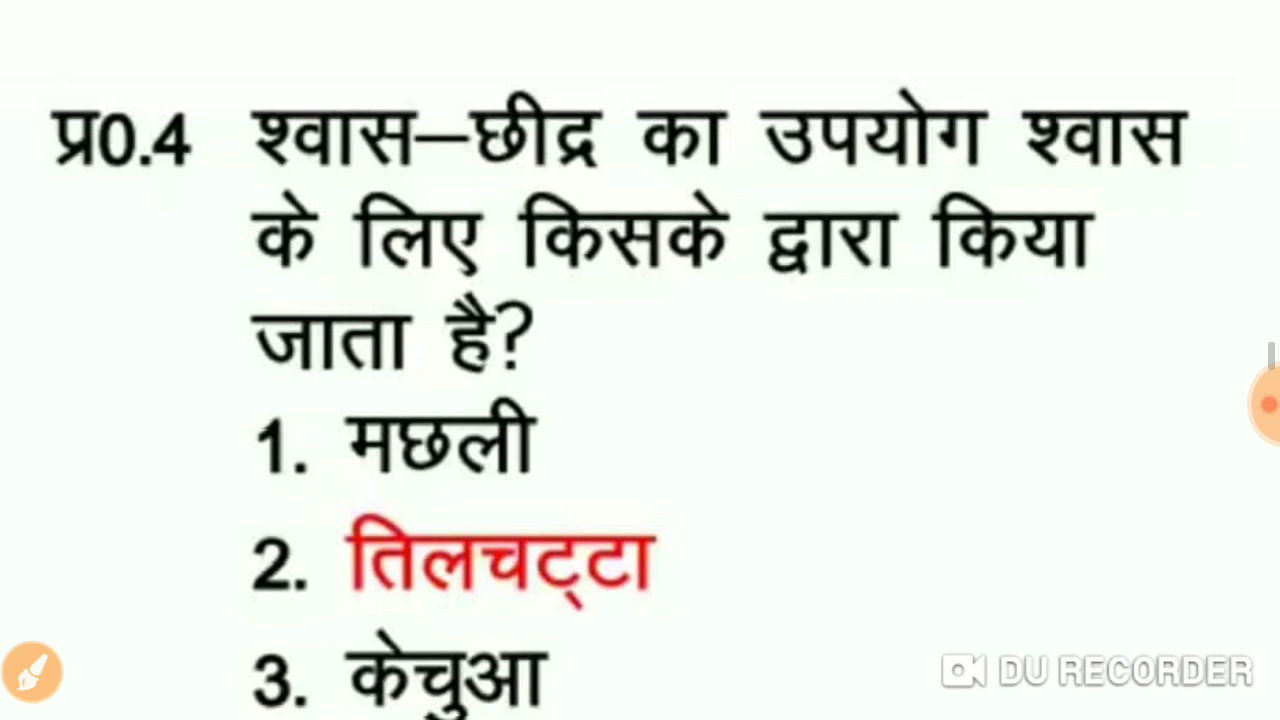 प्र0.4 श्वास–छीद्र का उपयोग श्वास
के लिए किसके द्वारा किया
जाता है?
1. मछली
2. तिलचट्‌टा
3. केचुआ
DU RECORDER